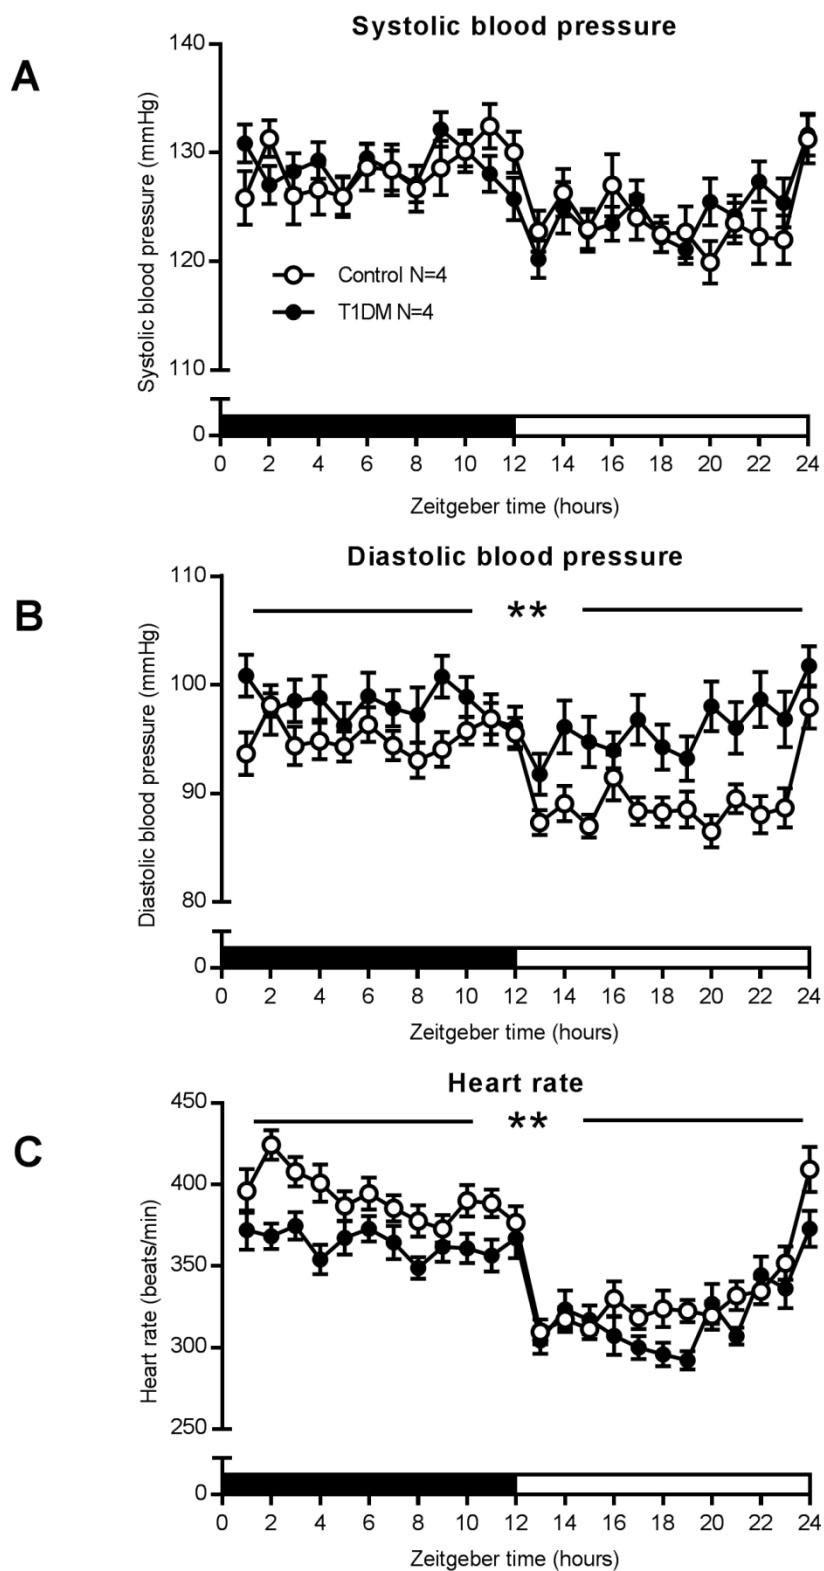 Systolic blood pressure
A
Systolic blood pressure (mmHg)
140
130
120
110
0
Control N=4
T1DM N=4
0 2 4 6 8 10 12 14 16 18 20 22 24
Zeitgeber time (hours)
Diastolic blood pressure
B
Diastolic blood pressure (mmHg)
110
100
90
80
0
**
0 2 4 6 8 10 12 14 16 18 20 22 24
Zeitgeber time (hours)
Heart rate
C
Heart rate (beats/min)
450
400
350
300
250
0
**
0 2 4 6 8 10 12 14 16 18 20 22 24
Zeitgeber time (hours)